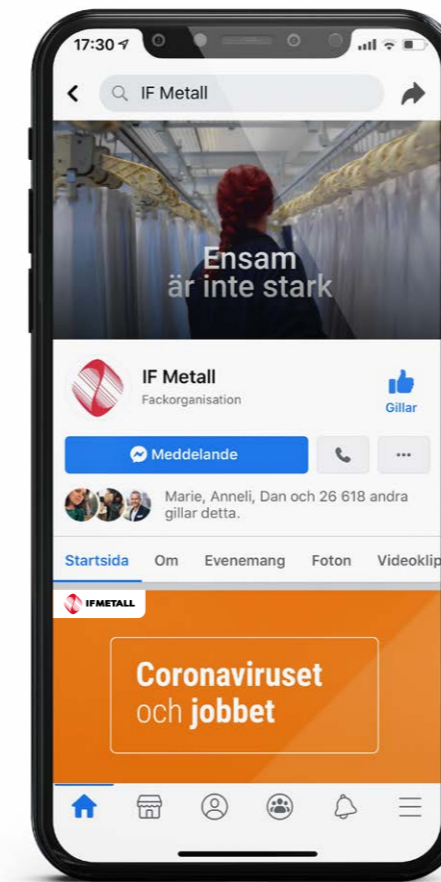 17:30
IF Metall
Ensam
är inte stark
IF Metall
Fackorganisation
Gillar
Meddelande
Marie, Anneli, Dan och 26 618 andra
gillar detta.
Startsida Om Evenemang Foton Videoklip
IFMETALL
Coronaviruset
och jobbet